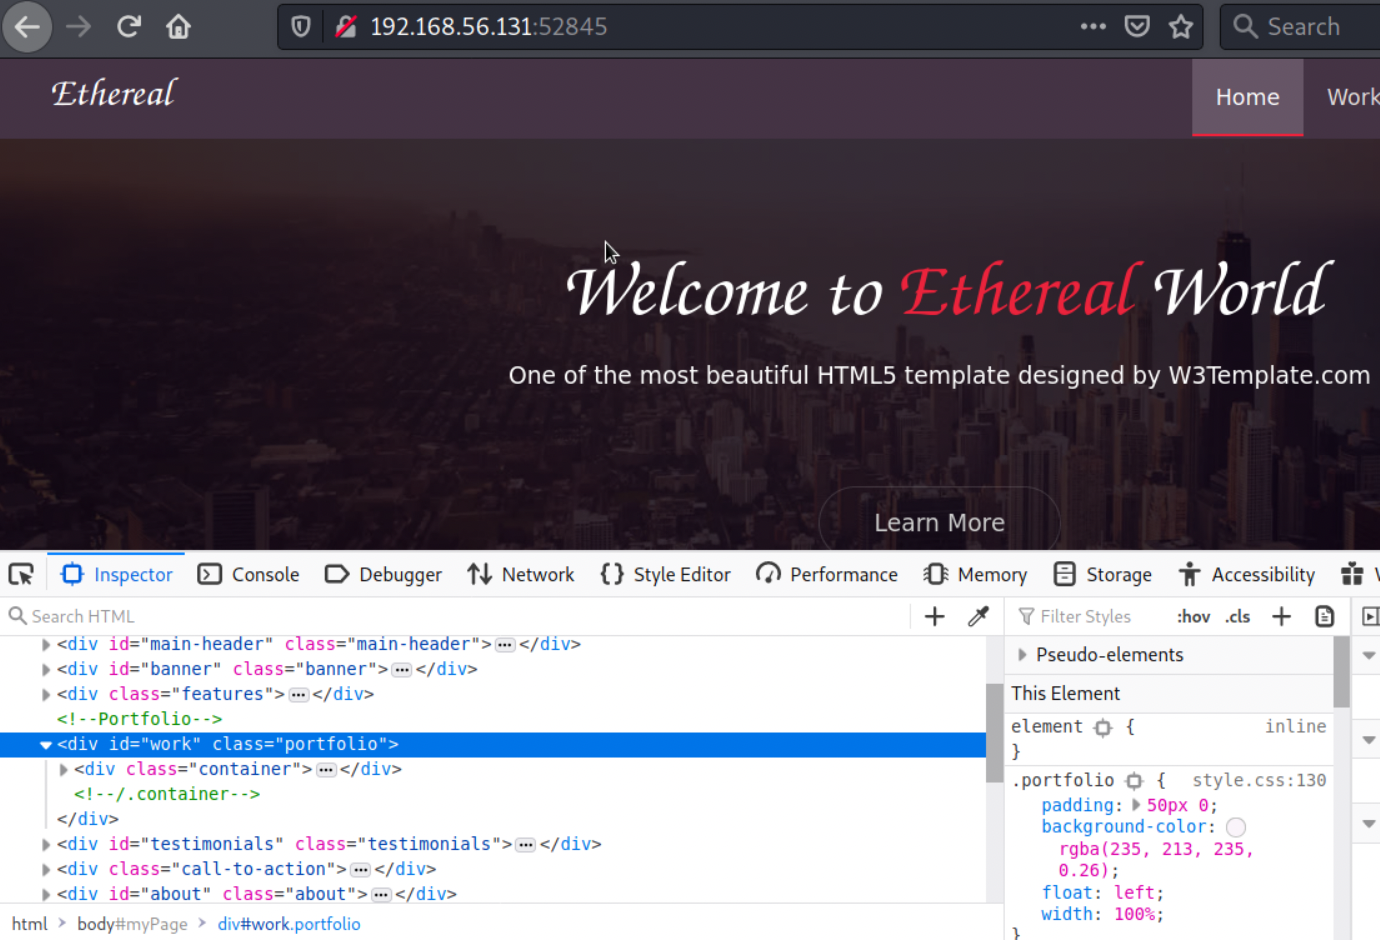 192.168.56.131:52845
Search
Ethereal
Home
Work
Welcome to Ethereal World
One of the most beautiful HTML5 template designed by W3Template.com
Learn More
Inspector
Console
Debugger
Network
Style Editor
Performance
Memory
Storage
Accessibility
Search HTML
Filter Styles
:hov .cls
<div id="main-header" class="main-header">…</div>
<div id="banner" class="banner">…</div>
<div class="features">…</div>
<!--Portfolio-->
<div id="work" class="portfolio">
<div class="container">…</div>
<!--/.container-->
</div>
<div id="testimonials" class="testimonials">…</div>
<div class="call-to-action">…</div>
<div id="about" class="about">…</div>
html > body#myPage > div#work.portfolio
Pseudo-elements
This Element
element { inline
}
.portfolio { style.css:130
padding: 50px 0;
background-color:
rgba(235, 213, 235,
0.26);
float: left;
width: 100%;
}